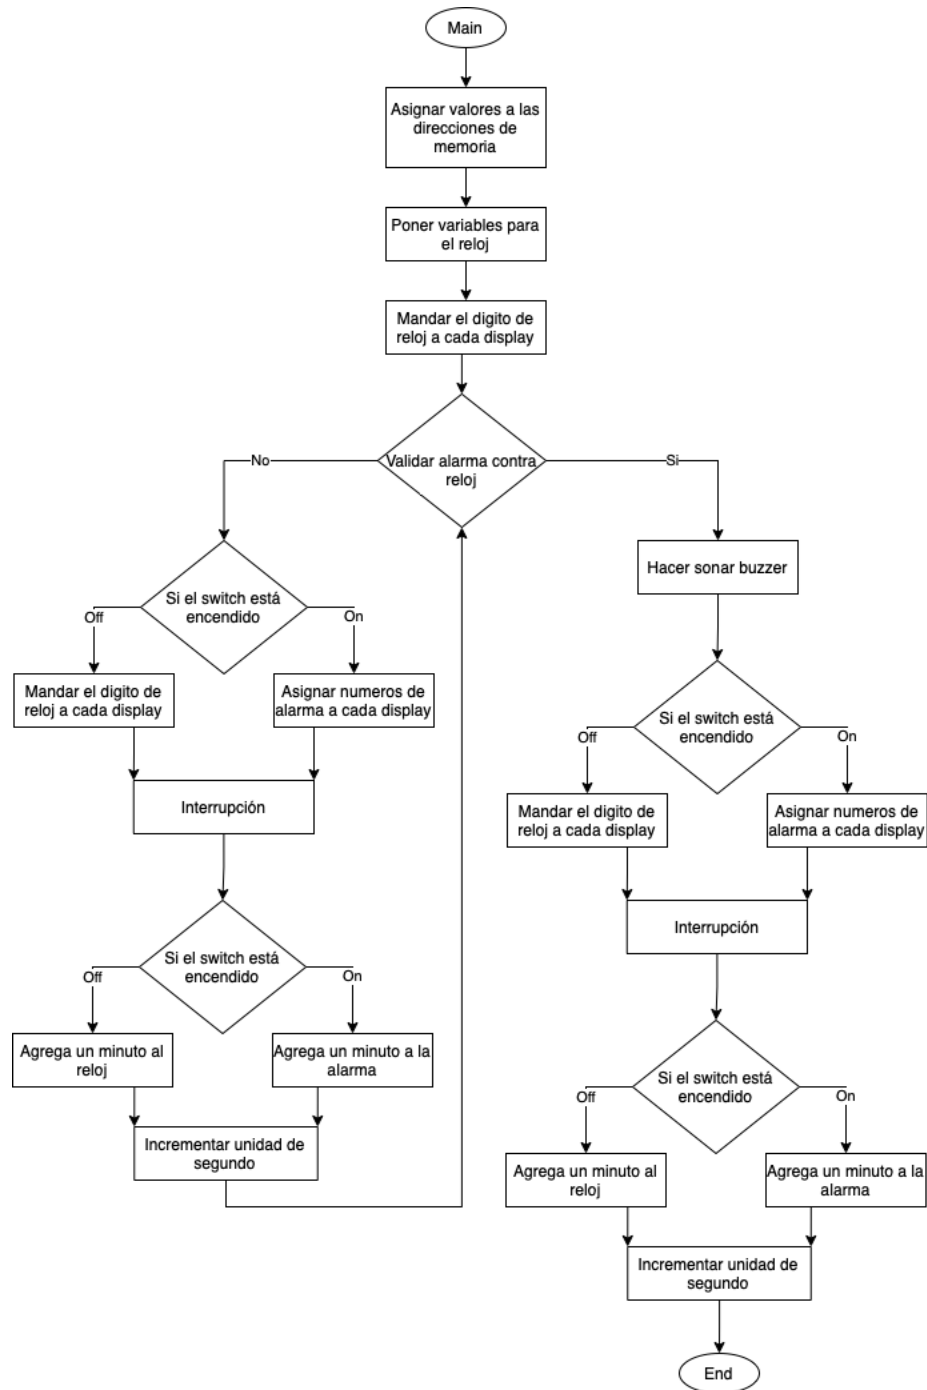 Main
Asignar valores a las
direcciones de
memoria
Poner variables para
el reloj
Mandar el digito de
reloj a cada display
Validar alarma contra
reloj
No
Si
Si el switch está
encendido
Off
On
Mandar el digito de
reloj a cada display
Asignar numeros de
alarma a cada display
Interrupción
Si el switch está
encendido
Off
On
Agrega un minuto al
reloj
Agrega un minuto a la
alarma
Incrementar unidad de
segundo
Hacer sonar buzzer
Si el switch está
encendido
Off
On
Mandar el digito de
reloj a cada display
Asignar numeros de
alarma a cada display
Interrupción
Si el switch está
encendido
Off
On
Agrega un minuto al
reloj
Agrega un minuto a la
alarma
Incrementar unidad de
segundo
End